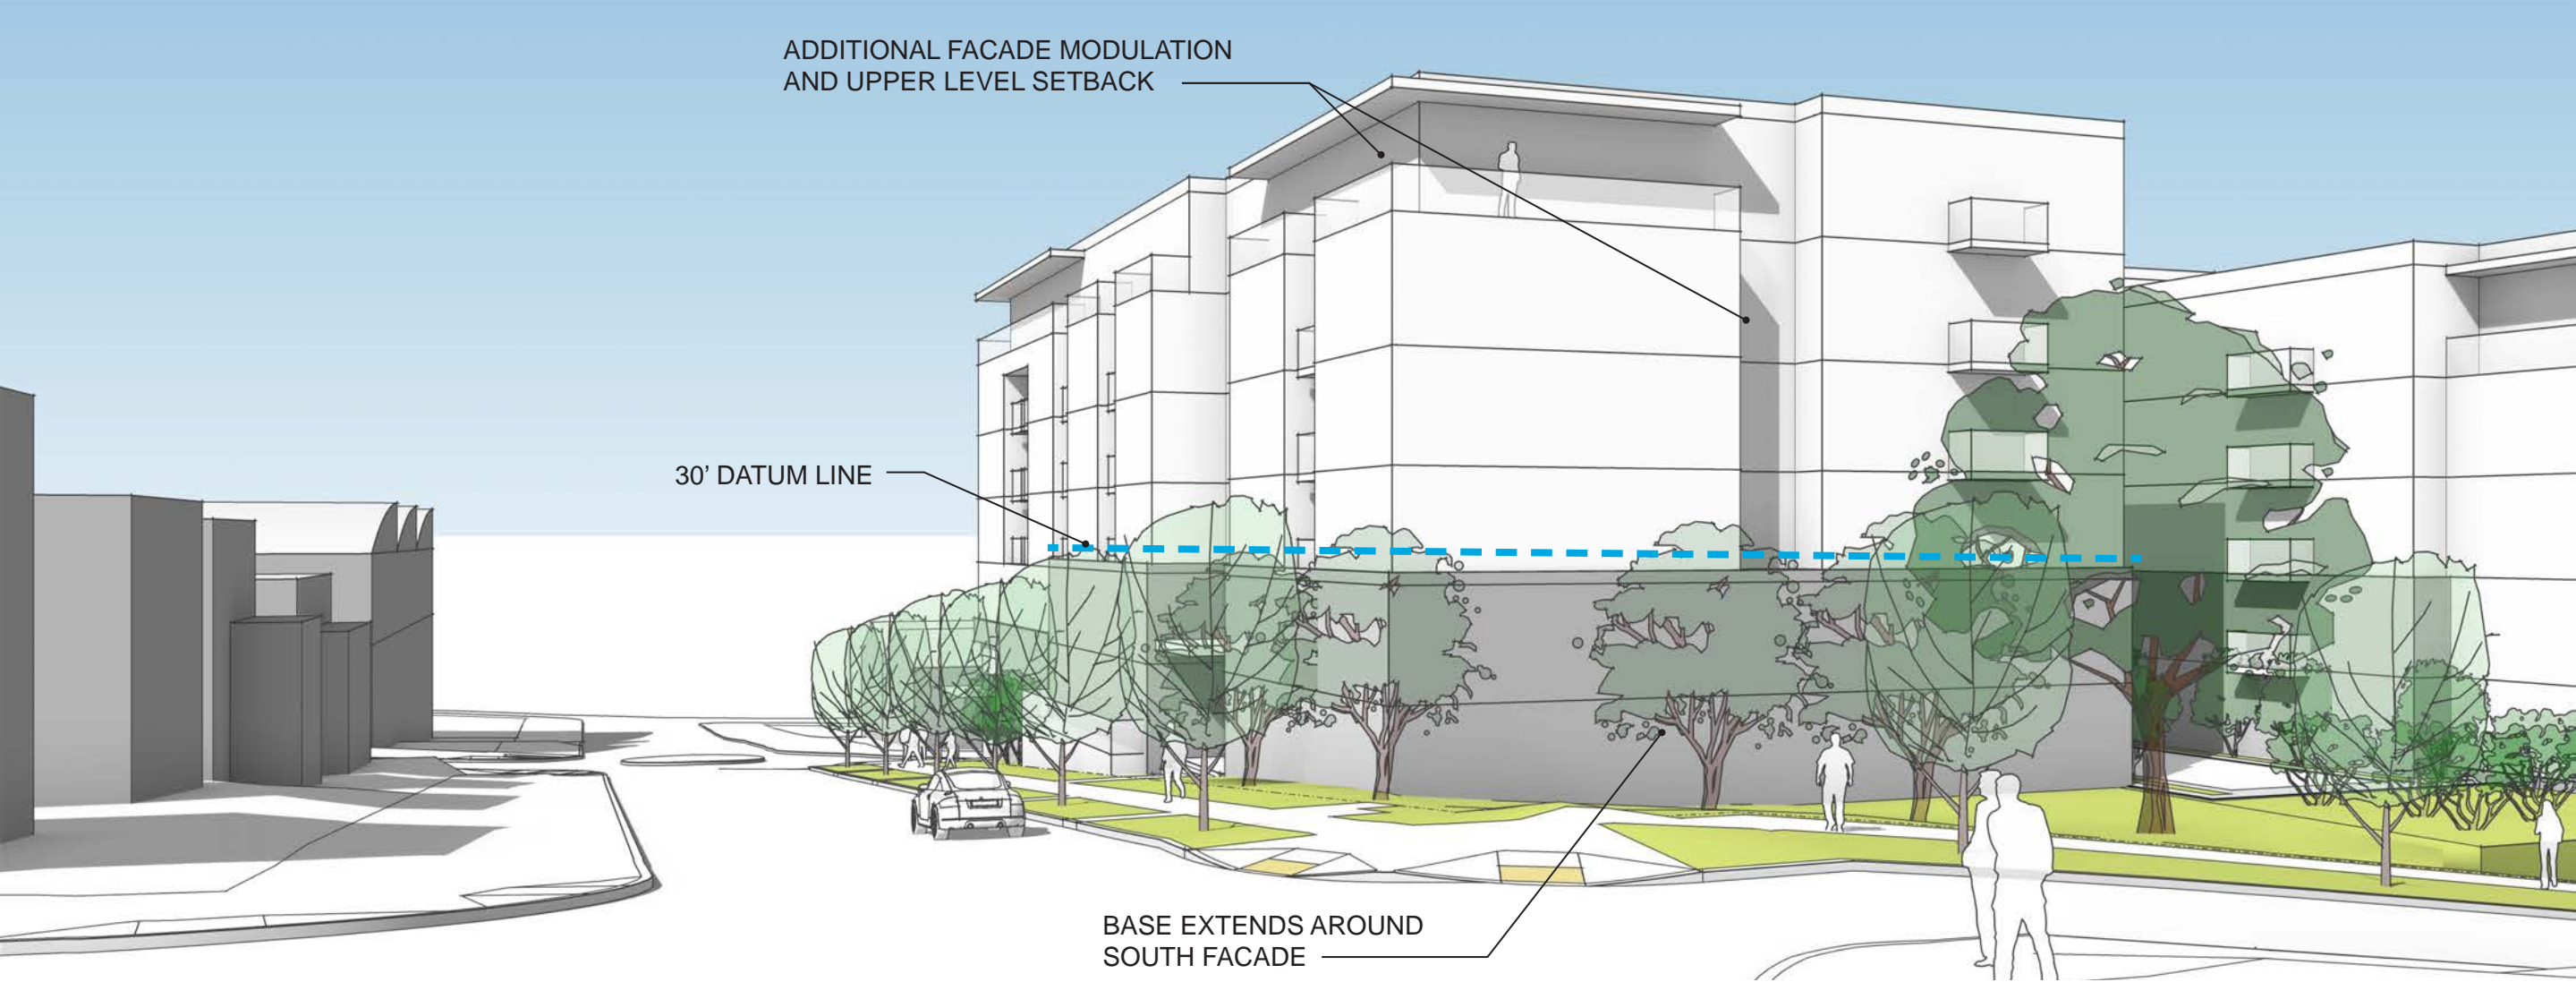 ADDITIONAL FACADE MODULATION
AND UPPER LEVEL SETBACK
30’ DATUM LINE
BASE EXTENDS AROUND
SOUTH FACADE